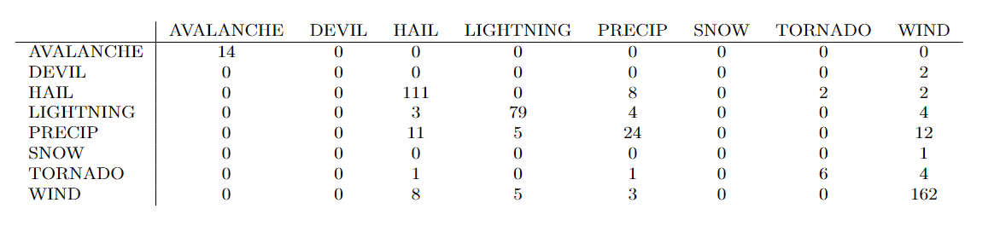 AVALANCHE DEVIL HAIL LIGHTNING PRECIP SNOW TORNADO WIND
AVALANCHE 14 0 0 0 0 0 0 0
DEVIL 0 0 0 0 0 0 0 2
HAIL 0 0 111 0 8 0 2 2
LIGHTNING 0 0 3 79 4 0 0 4
PRECIP 0 0 11 5 24 0 0 12
SNOW 0 0 0 0 0 0 0 1
TORNADO 0 0 1 0 1 0 6 4
WIND 0 0 8 5 3 0 0 162